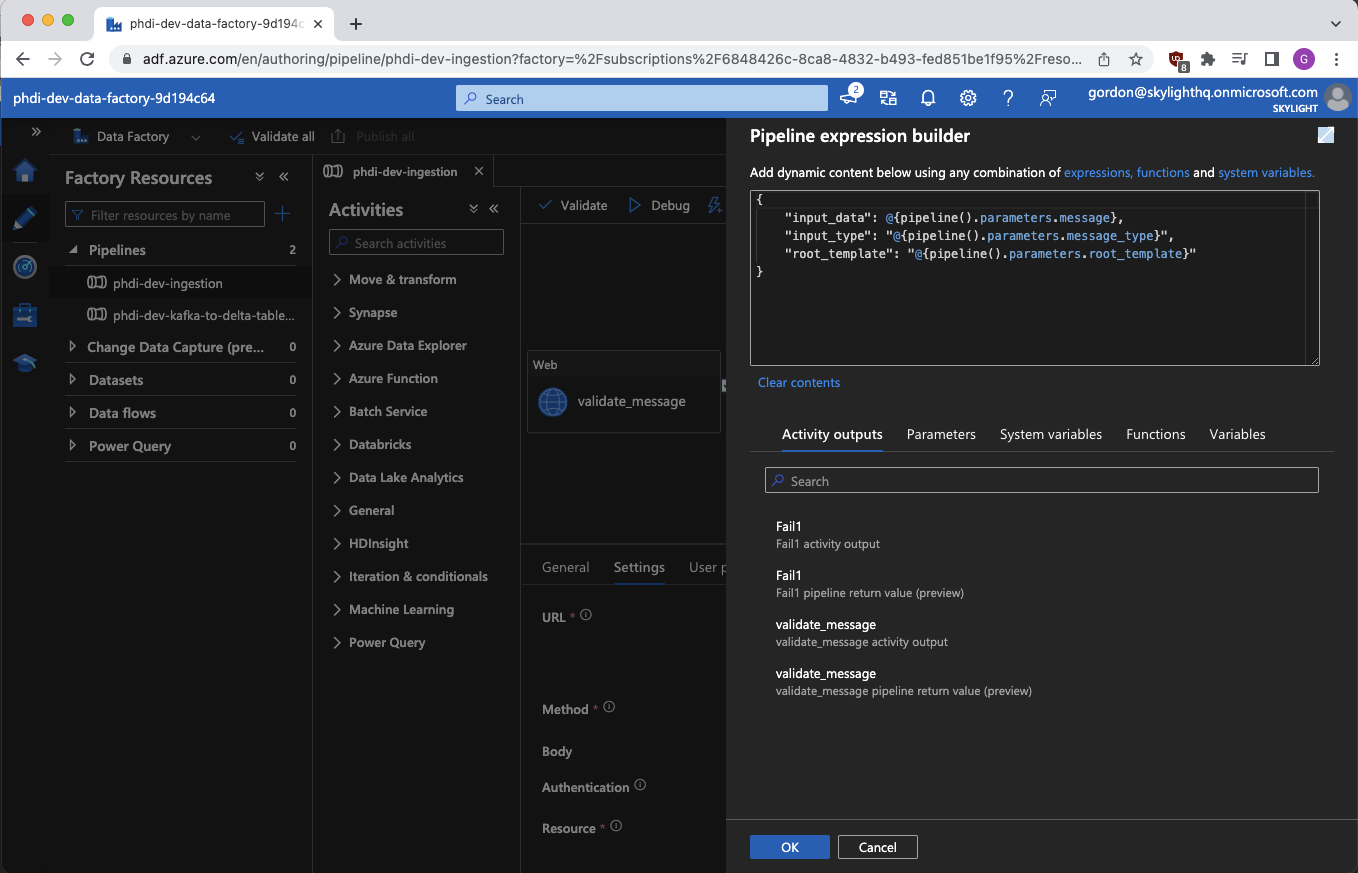 phdi-dev-data-factory-9d194c
adf.azure.com/en/authoring/pipeline/phdi-dev-ingestion?factory=%2Fsubscriptions%2F6848426c-8ca8-4832-b493-fed851be1f95%2Freso...
8
G
phdi-dev-data-factory-9d194c64
Search
2
gordon@skylighthq.onmicrosoft.com
SKYLIGHT
Data Factory
Validate all
Publish all
Factory Resources
Filter resources by name
Pipelines 2
phdi-dev-ingestion
phdi-dev-kafka-to-delta-table...
Change Data Capture (pre... 0
Datasets 0
Data flows 0
Power Query 0
phdi-dev-ingestion
Activities
Search activities
Move & transform
Synapse
Azure Data Explorer
Azure Function
Batch Service
Databricks
Data Lake Analytics
General
HDInsight
Iteration & conditionals
Machine Learning
Power Query
Validate
Debug
Web
validate_message
General
Settings
User p
URL *
Method *
Body
Authentication
Resource *
Pipeline expression builder
Add dynamic content below using any combination of expressions, functions and system variables.
{
"input_data": @{pipeline().parameters.message},
"input_type": "@{pipeline().parameters.message_type}",
"root_template": "@{pipeline().parameters.root_template}"
}
Clear contents
Activity outputs
Parameters
System variables
Functions
Variables
Search
Fail1
Fail1 activity output
Fail1
Fail1 pipeline return value (preview)
validate_message
validate_message activity output
validate_message
validate_message pipeline return value (preview)
OK
Cancel